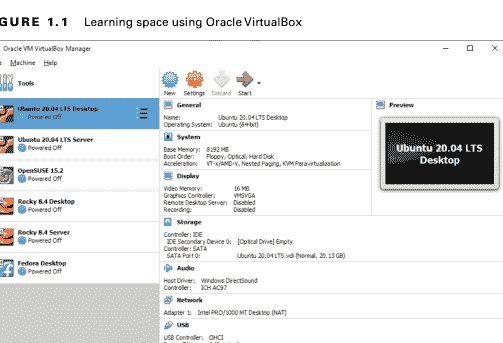 GURE 1.1 Learning space using Oracle VirtualBox
Oracle VM VirtualBox Manager
Machine Help
Tools
New Settings Discard Start
Ubuntu 20.04 LTS Desktop
Powered Off
Ubuntu 20.04 LTS Server
Powered Off
OpenSUSE 15.2
Powered Off
Rocky 8.4 Desktop
Powered Off
Rocky 8.4 Server
Powered Off
Fedora Desktop
Powered Off
General
Name: Ubuntu 20.04 LTS Desktop
Operating System: Ubuntu (64-bit)
System
Base Memory: 8192 MB
Boot Order: Floppy, Optical, Hard Disk
Acceleration: VT-x/AMD-V, Nested Paging, KVM Paravirtualization
Display
Video Memory: 16 MB
Graphics Controller: VMSVGA
Remote Desktop Server: Disabled
Recording: Disabled
Storage
Controller: IDE
IDE Secondary Device 0: [Optical Drive] Empty
Controller: SATA
SATA Port 0: Ubuntu 20.04 LTS.vdi (Normal, 20.13 GB)
Audio
Host Driver: Windows DirectSound
Controller: ICH AC97
Network
Adapter 1: Intel PRO/1000 MT Desktop (NAT)
USB
USB Controller: OHCI
Preview
Ubuntu 20.04 LTS
Desktop